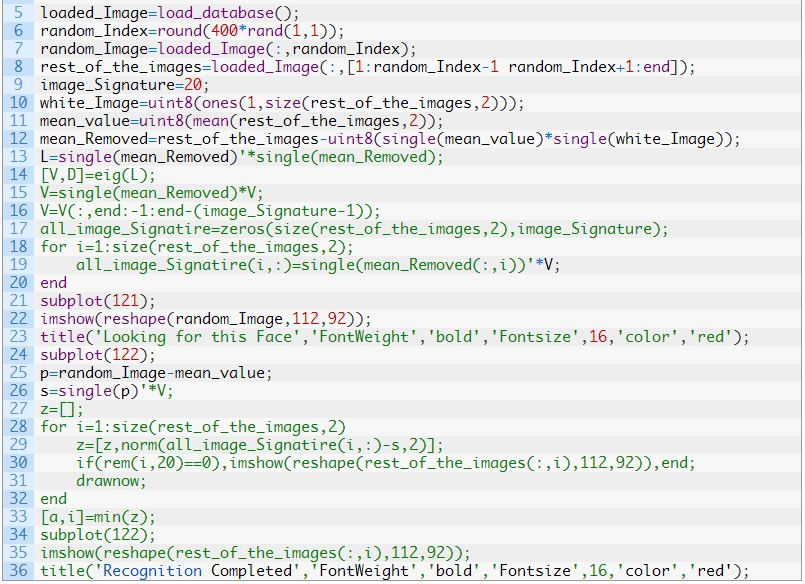 5 loaded_Image=load_database();
6 random_Index=round(400*rand(1,1));
7 random_Image=loaded_Image(:,random_Index);
8 rest_of_the_images=loaded_Image(:,[1:random_Index-1 random_Index+1:end]);
9 image_Signature=20;
10 white_Image=uint8(ones(1,size(rest_of_the_images,2)));
11 mean_value=uint8(mean(rest_of_the_images,2));
12 mean_Removed=rest_of_the_images-uint8(single(mean_value)*single(white_Image));
13 L=single(mean_Removed)'*single(mean_Removed);
14 [V,D]=eig(L);
15 V=single(mean_Removed)*V;
16 V=V(:,end:-1:end-(image_Signature-1));
17 all_image_Signatire=zeros(size(rest_of_the_images,2),image_Signature);
18 for i=1:size(rest_of_the_images,2);
19     all_image_Signatire(i,:)=single(mean_Removed(:,i))'*V;
20 end
21 subplot(121);
22 imshow(reshape(random_Image,112,92));
23 title('Looking for this Face','FontWeight','bold','Fontsize',16,'color','red');
24 subplot(122);
25 p=random_Image-mean_value;
26 s=single(p)'*V;
27 z=[];
28 for i=1:size(rest_of_the_images,2)
29     z=[z,norm(all_image_Signatire(i,:)-s,2)];
30     if(rem(i,20)==0),imshow(reshape(rest_of_the_images(:,i),112,92)),end;
31     drawnow;
32 end
33 [a,i]=min(z);
34 subplot(122);
35 imshow(reshape(rest_of_the_images(:,i),112,92));
36 title('Recognition Completed','FontWeight','bold','Fontsize',16,'color','red');